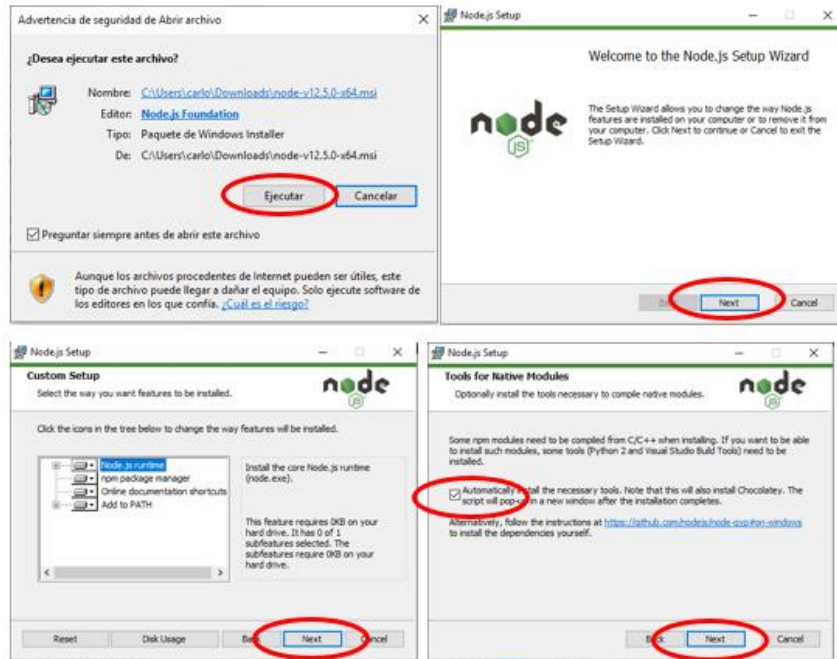 Advertencia de seguridad de Abrir archivo
¿Desea ejecutar este archivo?
Nombre: C:\Users\carlo\Downloads\node-v12.5.0-x64.msi
Editor: Node.js Foundation
Tipo: Paquete de Windows Installer
De: C:\Users\carlo\Downloads\node-v12.5.0-x64.msi
Ejecutar Cancelar
Preguntar siempre antes de abrir este archivo
Aunque los archivos procedentes de Internet pueden ser útiles, este
tipo de archivo puede llegar a dañar el equipo. Solo ejecute software de
los editores en los que confía. ¿Cuál es el riesgo?
Node.js Setup
Welcome to the Node.js Setup Wizard
node
JS
The Setup Wizard allows you to change the way Node.js
features are installed on your computer or to remove it from
your computer. Click Next to continue or Cancel to exit the
Setup Wizard.
Next Cancel
Node.js Setup
Custom Setup
Select the way you want features to be installed.
node
JS
Click the icons in the tree below to change the way features will be installed.
Node.js runtime
npm package manager
Online documentation shortcuts
Add to PATH
Install the core Node.js runtime
(node.exe).
This feature requires 0KB on your
hard drive. It has 0 of 1
subfeatures selected. The
subfeatures require 0KB on your
hard drive.
Reset Disk Usage Back Next Cancel
Node.js Setup
Tools for Native Modules
Optionally install the tools necessary to compile native modules.
node
JS
Some npm modules need to be compiled from C/C++ when installing. If you want to be able
to install such modules, some tools (Python 2 and Visual Studio Build Tools) need to be
installed.
Automatically install the necessary tools. Note that this will also install Chocolatey. The
script will pop-up in a new window after the installation completes.
Alternatively, follow the instructions at https://github.com/nodejs/node-gyp#on-windows
to install the dependencies yourself.
Back Next Cancel